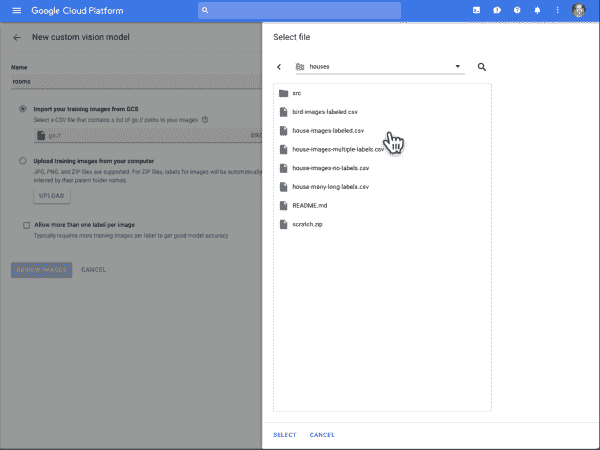 Google Cloud Platform
New custom vision model
Name
rooms
Import your training images from GCS
Select a CSV file that contains a list of gs:// paths to your images
gs://
Upload training images from your computer
JPG, PNG, and ZIP files are supported. For ZIP files, labels for images will be automatically
inferred by their parent folder names.
UPLOAD
Allow more than one label per image
Typically requires more training images per label to get good model accuracy
REVIEW IMAGES
CANCEL
Select file
houses
src
bird-images-labeled.csv
house-images-labeled.csv
house-images-multiple-labels.csv
house-images-no-labels.csv
house-many-long-labels.csv
README.md
scratch.zip
SELECT
CANCEL